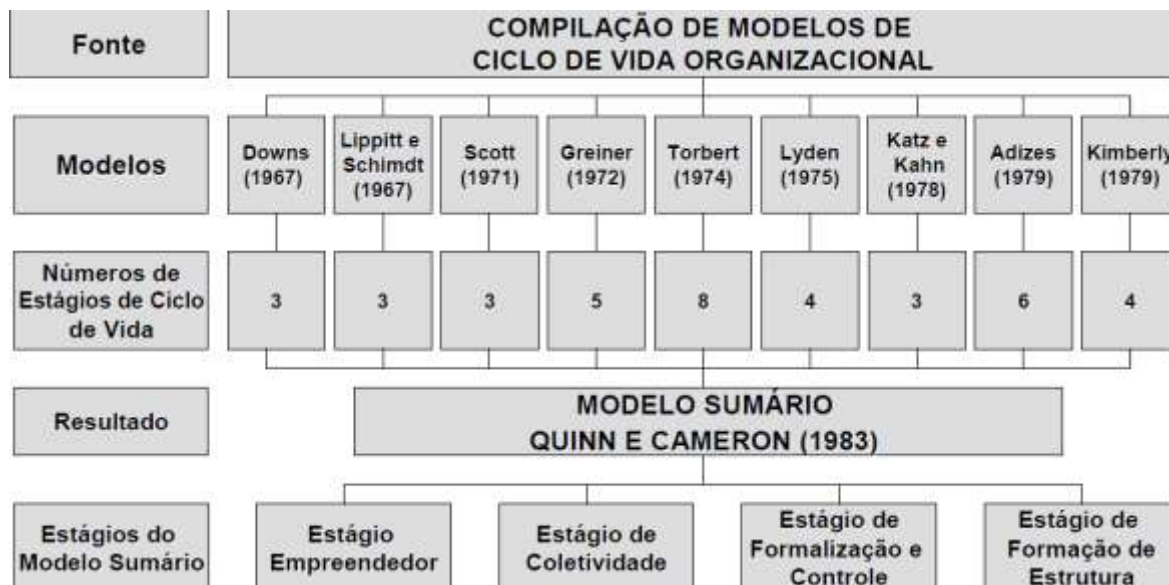 Fonte
COMPILAÇÃO DE MODELOS DE
CICLO DE VIDA ORGANIZACIONAL
Modelos
Downs
(1967)
Lippitt e
Schimdt
(1967)
Scott
(1971)
Greiner
(1972)
Torbert
(1974)
Lyden
(1975)
Katz e
Kahn
(1978)
Adizes
(1979)
Kimberly
(1979)
Números de
Estágios de Ciclo
de Vida
3
3
3
5
8
4
3
6
4
Resultado
MODELO SUMÁRIO
QUINN E CAMERON (1983)
Estágios do
Modelo Sumário
Estágio
Empreendedor
Estágio de
Coletividade
Estágio de
Formalização e
Controle
Estágio de
Formação de
Estrutura